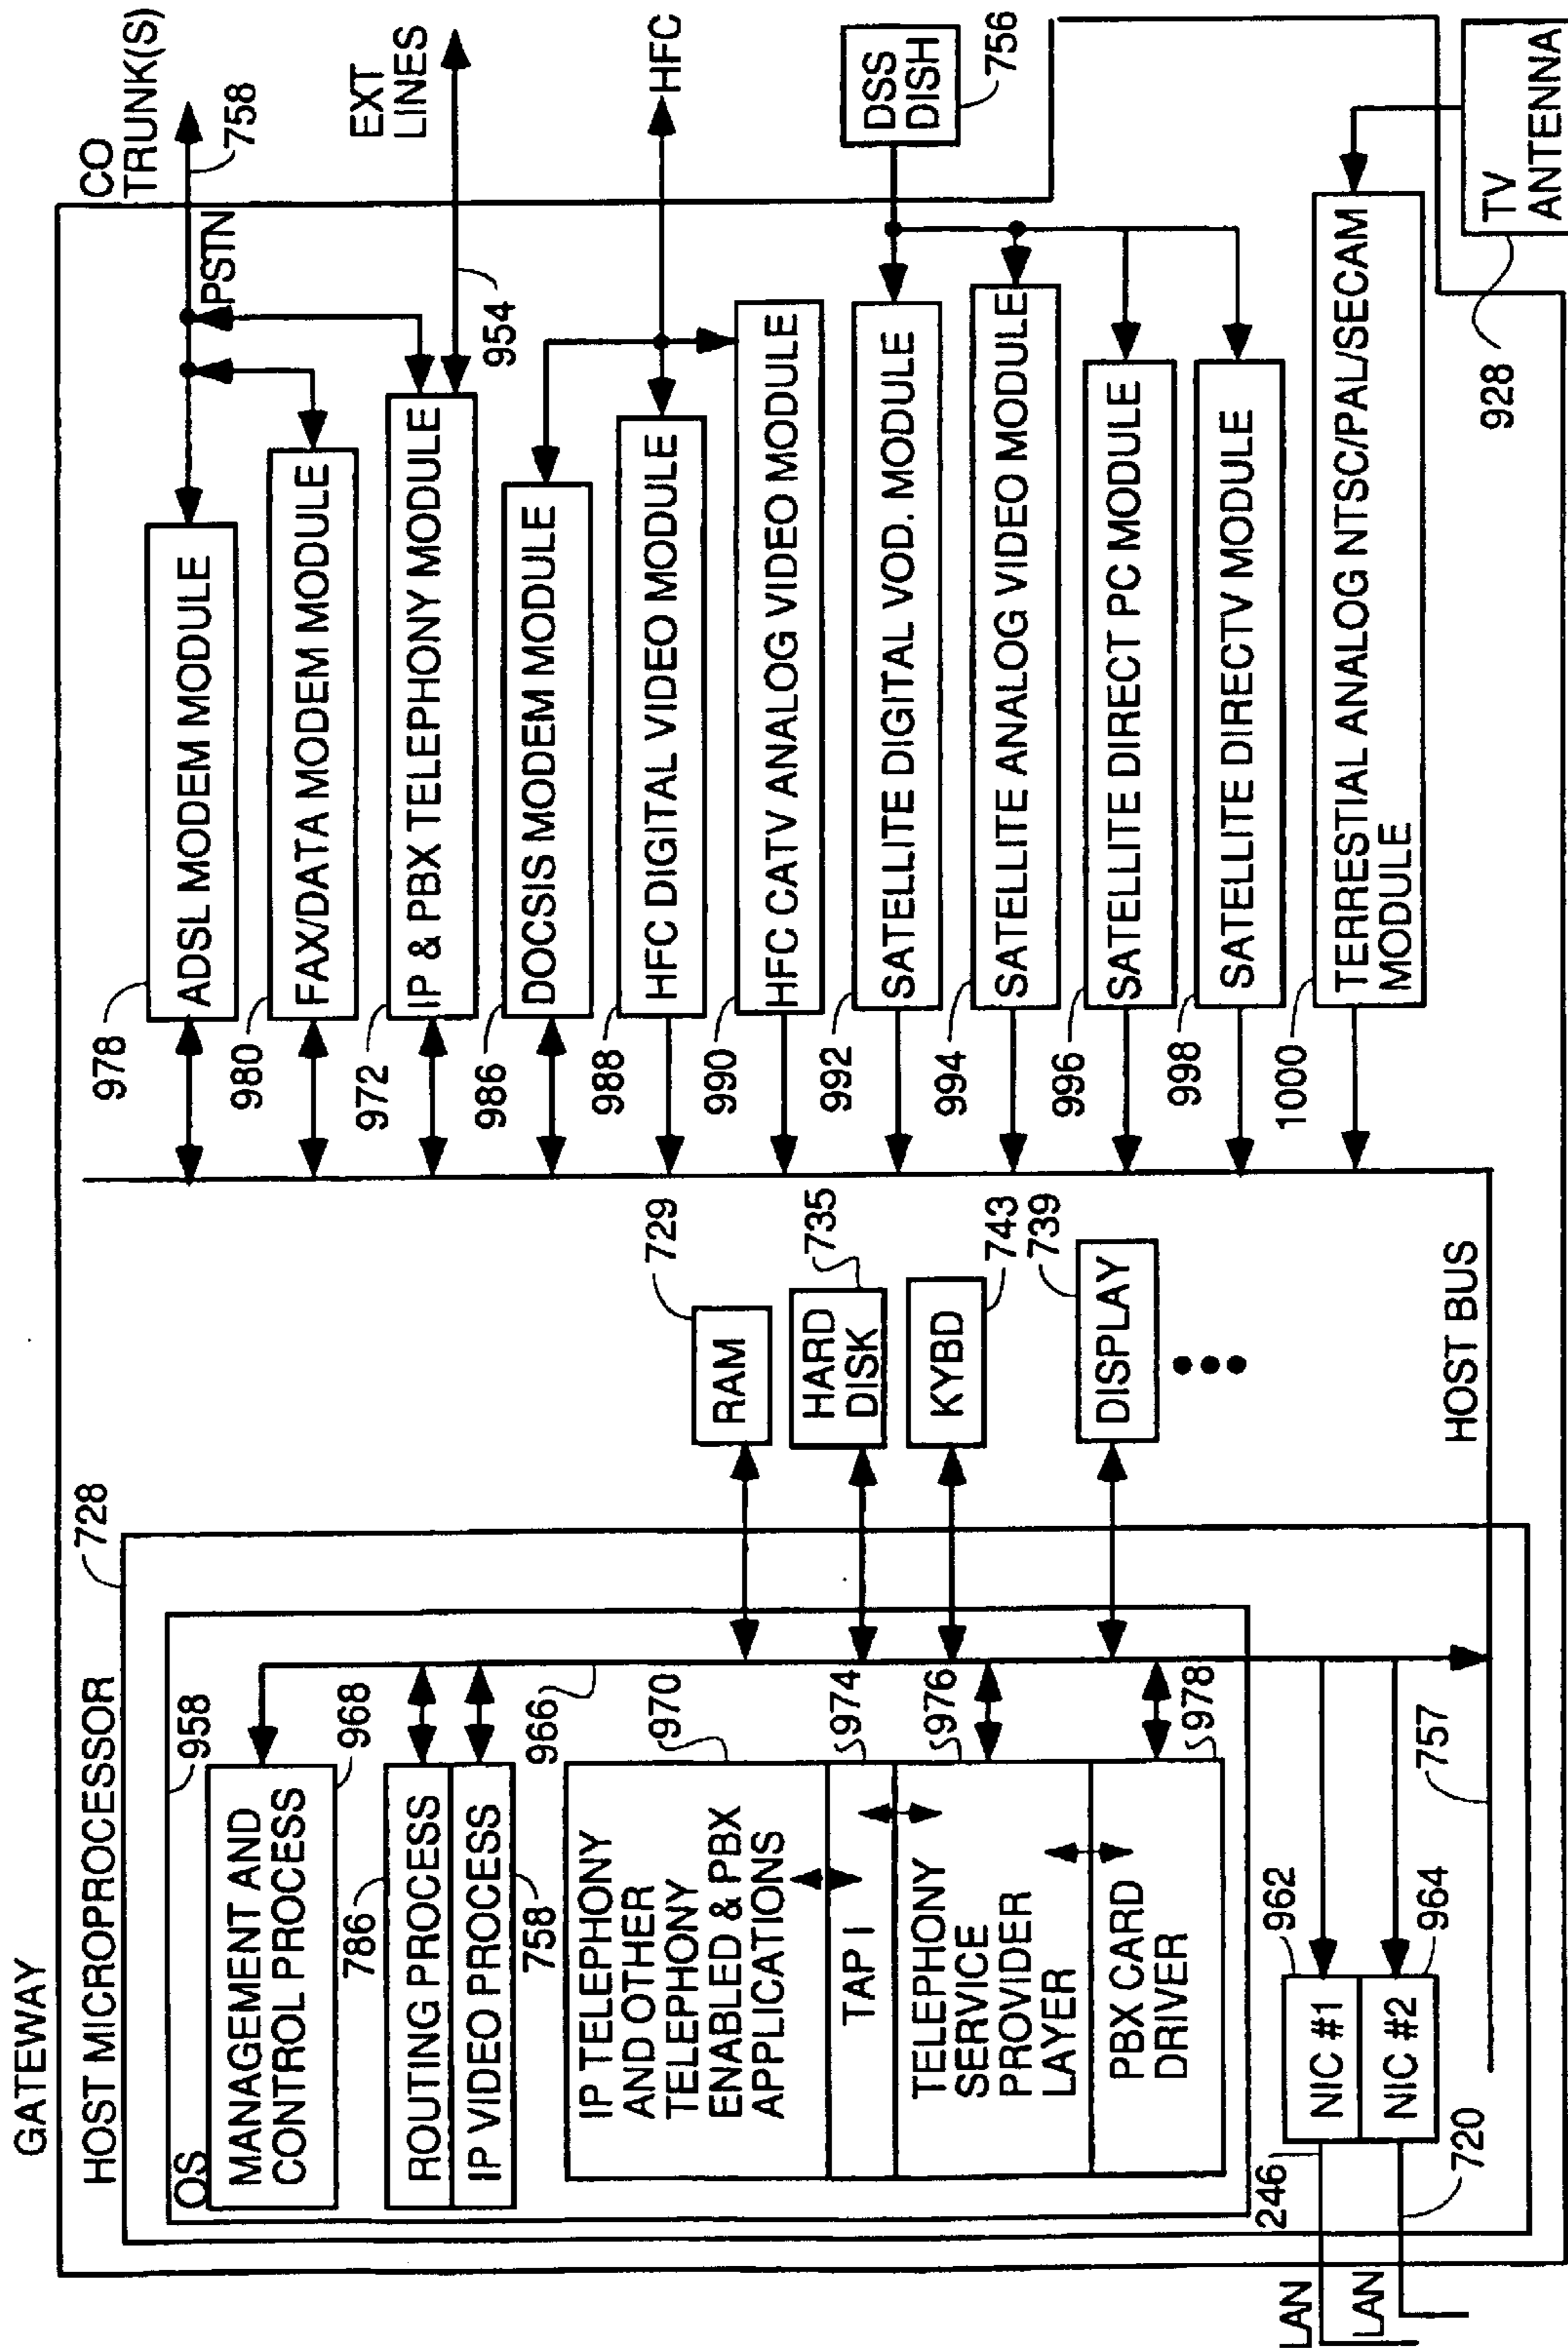 GATEWAY
HOST MICROPROCESSOR
728
OS
958
MANAGEMENT AND
CONTROL PROCESS
968
786
ROUTING PROCESS
IP VIDEO PROCESS
758
966
IP TELEPHONY
AND OTHER
TELEPHONY
ENABLED & PBX
APPLICATIONS
970
TAP I
974
TELEPHONY
SERVICE
PROVIDER
LAYER
976
PBX CARD
DRIVER
978
962
NIC #1
NIC #2
964
246
720
LAN
LAN
757
HOST BUS
RAM
729
HARD
DISK
735
KYBD
743
DISPLAY
739
978
ADSL MODEM MODULE
980
FAX/DATA MODEM MODULE
972
IP & PBX TELEPHONY MODULE
986
DOCSIS MODEM MODULE
988
HFC DIGITAL VIDEO MODULE
990
HFC CATV ANALOG VIDEO MODULE
992
SATELLITE DIGITAL VOD. MODULE
994
SATELLITE ANALOG VIDEO MODULE
996
SATELLITE DIRECT PC MODULE
998
SATELLITE DIRECTV MODULE
1000
TERRESTIAL ANALOG NTSC/PAL/SECAM
MODULE
CO
TRUNK(S)
758
PSTN
EXT
LINES
954
HFC
DSS
DISH
756
TV
ANTENNA
928